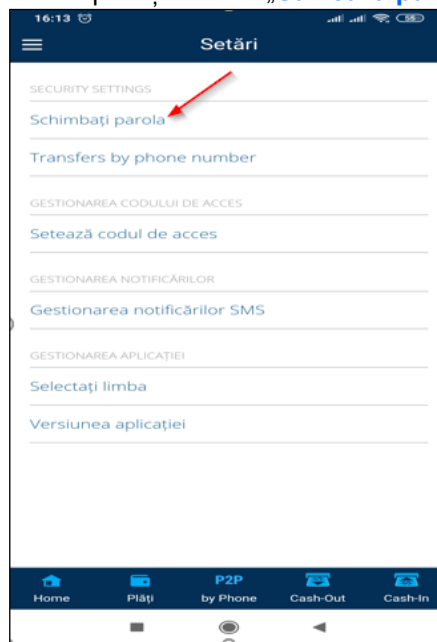 16:13
Setări
SECURITY SETTINGS
Schimbați parola
Transfers by phone number
GESTIONAREA CODULUI DE ACCES
Setează codul de acces
GESTIONAREA NOTIFICĂRILOR
Gestionarea notificărilor SMS
GESTIONAREA APLICAȚIEI
Selectați limba
Versiunea aplicației
P2P
Home Plăți by Phone Cash-Out Cash-In